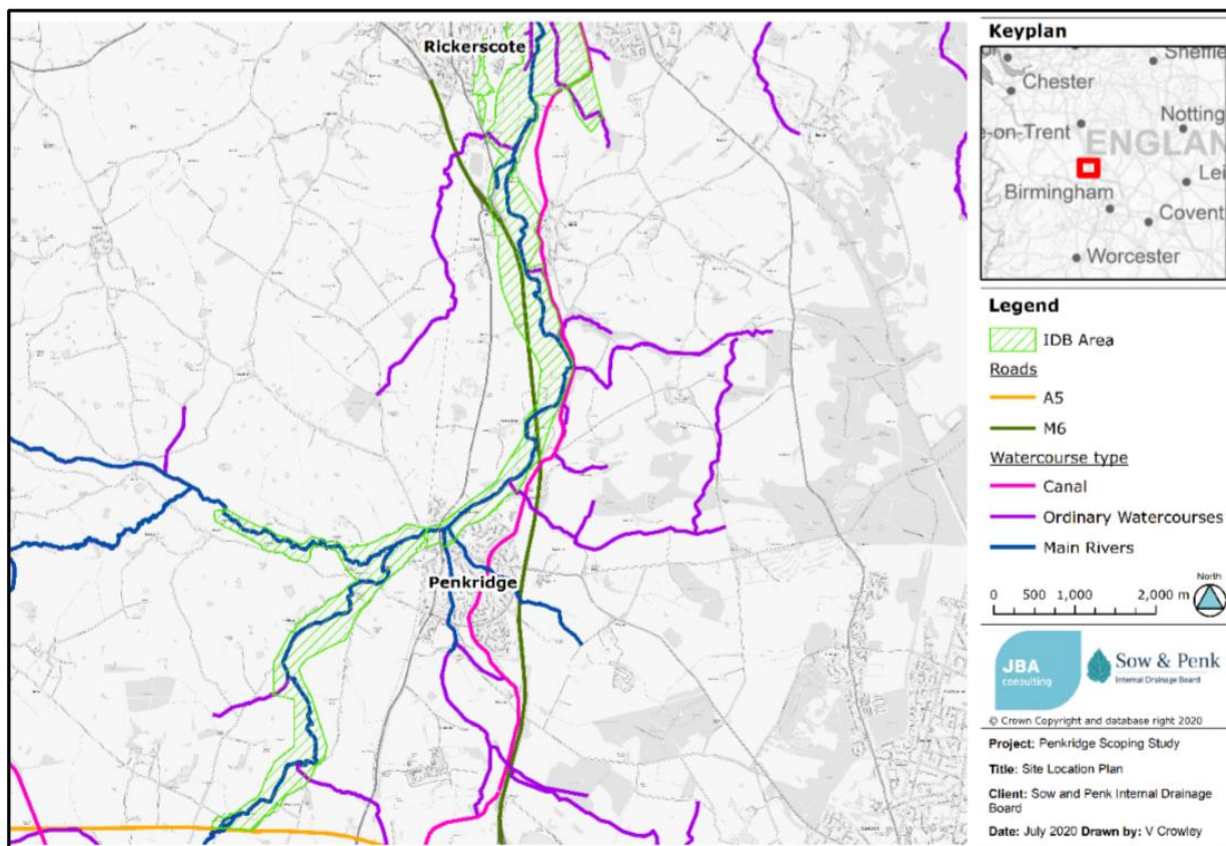 Rickerscote
Penkridge
Keyplan
Sheffie
Chester
Notting
e-on-Trent
ENGLAN
Lei
Birmingham
Covent
Worcester
Legend
IDB Area
Roads
A5
M6
Watercourse type
Canal
Ordinary Watercourses
Main Rivers
North
0 500 1,000 2,000 m
JBA
consulting
Sow & Penk
Internal Drainage Board
© Crown Copyright and database right 2020
Project: Penkridge Scoping Study
Title: Site Location Plan
Client: Sow and Penk Internal Drainage
Board
Date: July 2020 Drawn by: V Crowley